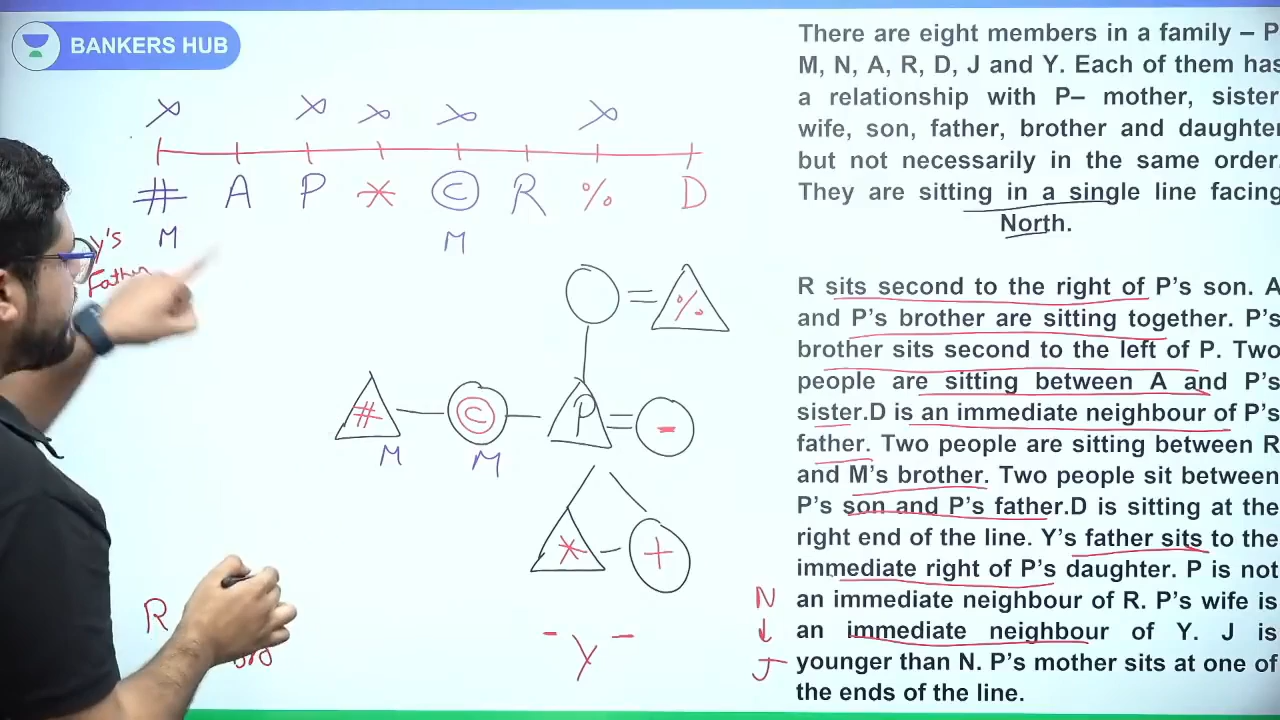 BANKERS HUB
# A P * C R % D
M M
y's
Father
%
# C P -
M M
* +
- y -
R
bro
N
J
There are eight members in a family – P
M, N, A, R, D, J and Y. Each of them has
a relationship with P– mother, sister
wife, son, father, brother and daughter
but not necessarily in the same order.
They are sitting in a single line facing
North.
R sits second to the right of P's son. A
and P's brother are sitting together. P's
brother sits second to the left of P. Two
people are sitting between A and P's
sister.D is an immediate neighbour of P's
father. Two people are sitting between R
and M's brother. Two people sit between
P's son and P's father.D is sitting at the
right end of the line. Y's father sits to the
immediate right of P's daughter. P is not
an immediate neighbour of R. P's wife is
an immediate neighbour of Y. J is
younger than N. P's mother sits at one of
the ends of the line.